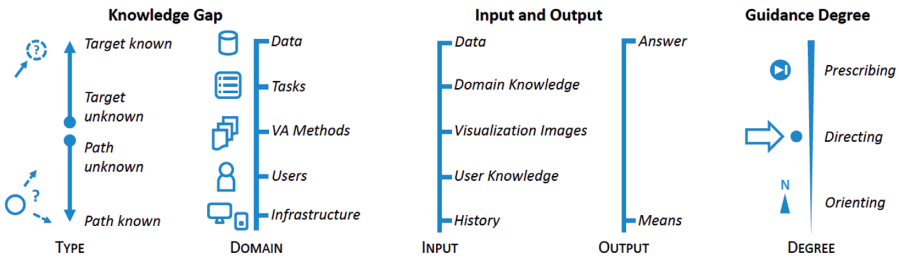 Knowledge Gap
Input and Output
Guidance Degree
Target known
Target
unknown
Path
unknown
Path known
?
?
TYPE
Data
Tasks
VA Methods
Users
Infrastructure
DOMAIN
Data
Domain Knowledge
Visualization Images
User Knowledge
History
INPUT
Answer
Means
OUTPUT
Prescribing
Directing
N
Orienting
DEGREE